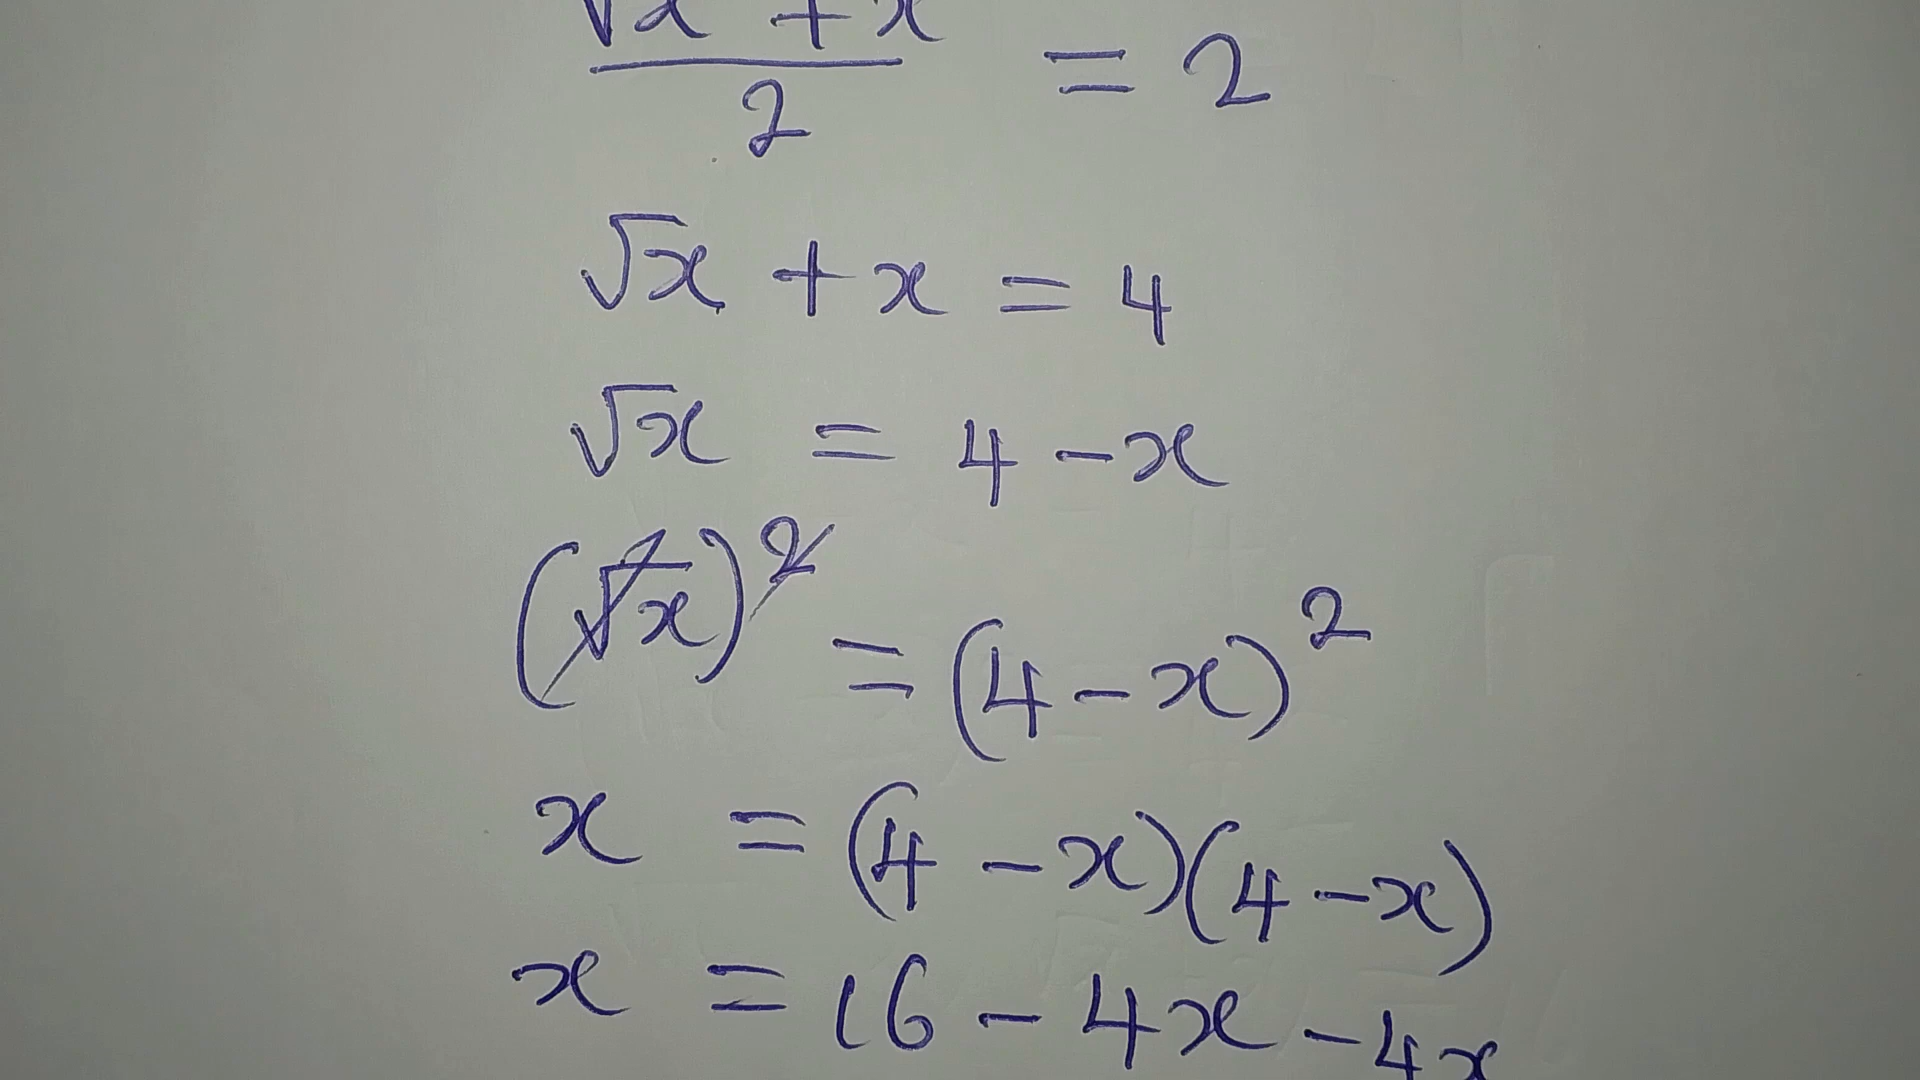 √x + x
/2 = 2
√x + x = 4
√x = 4 - x
(√x)² = (4 - x)²
x = (4 - x)(4 - x)
x = 16 - 4x - 4x